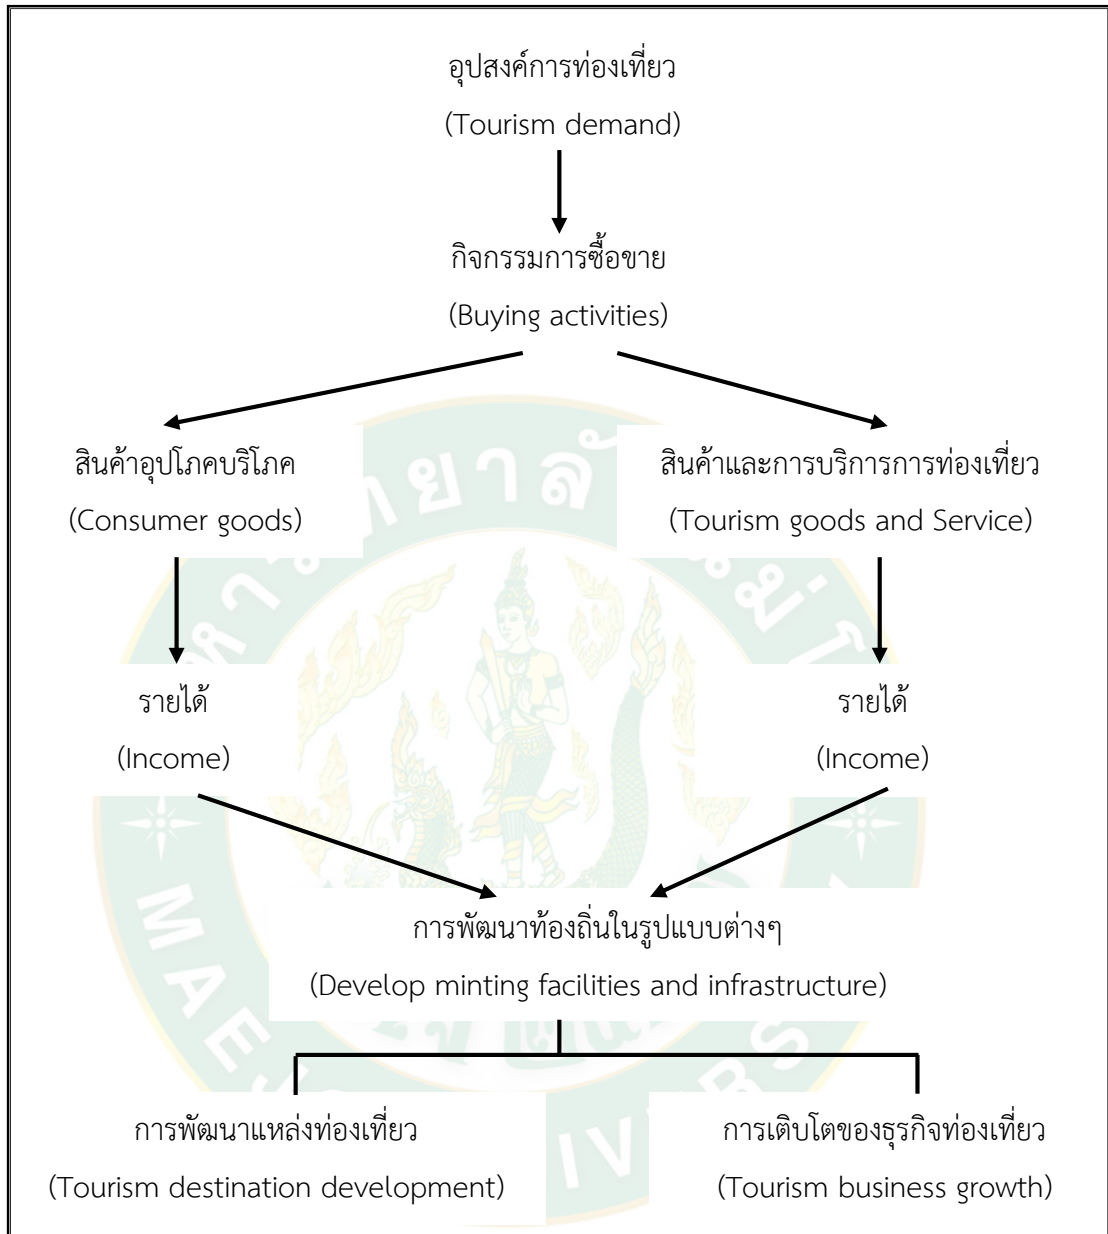 อุปสงค์การท่องเที่ยว
(Tourism demand)
กิจกรรมการซื้อขาย
(Buying activities)
สินค้าอุปโภคบริโภค
(Consumer goods)
สินค้าและการบริการการท่องเที่ยว
(Tourism goods and Service)
รายได้
(Income)
รายได้
(Income)
การพัฒนาท้องถิ่นในรูปแบบต่างๆ
(Develop minting facilities and infrastructure)
การพัฒนาแหล่งท่องเที่ยว
(Tourism destination development)
การเติบโตของธุรกิจท่องเที่ยว
(Tourism business growth)